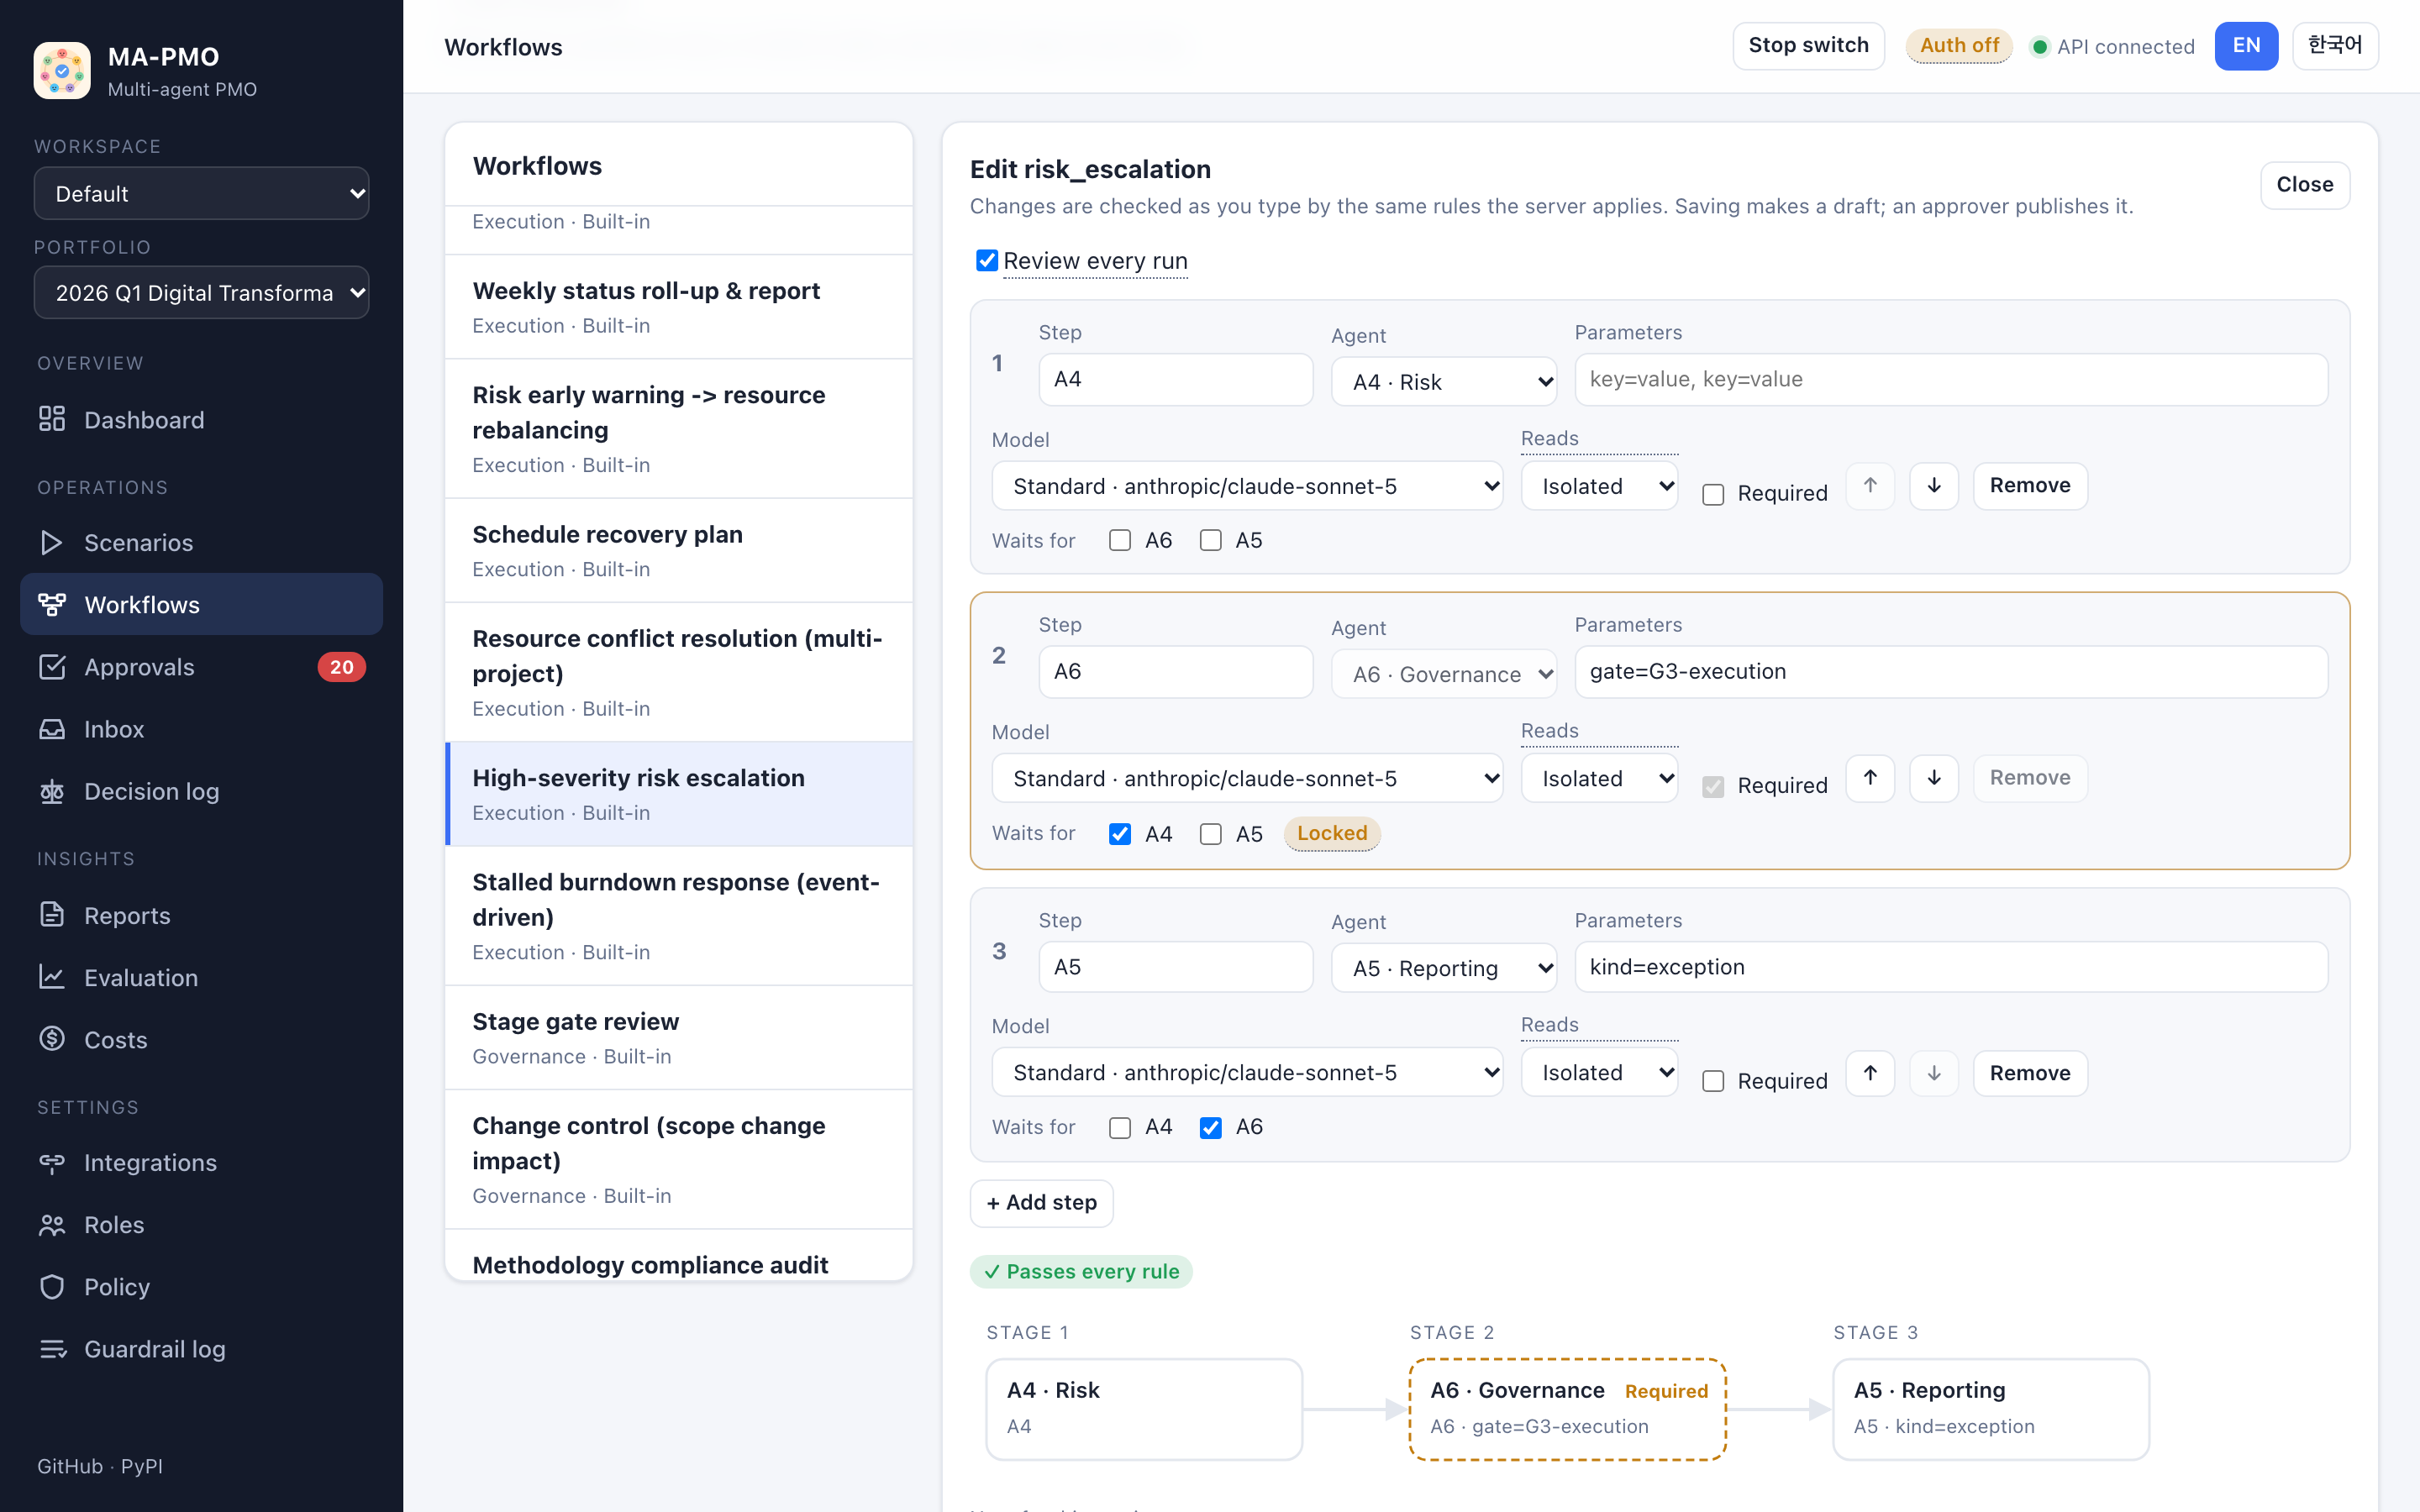 MA-PMO
Multi-agent PMO
WORKSPACE
Default
PORTFOLIO
2026 Q1 Digital Transforma
OVERVIEW
Dashboard
OPERATIONS
Scenarios
Workflows
Approvals 20
Inbox
Decision log
INSIGHTS
Reports
Evaluation
Costs
SETTINGS
Integrations
Roles
Policy
Guardrail log
GitHub · PyPI
Workflows
Stop switch
Auth off
API connected
EN
한국어
Workflows
Execution · Built-in
Weekly status roll-up & report
Execution · Built-in
Risk early warning -> resource
rebalancing
Execution · Built-in
Schedule recovery plan
Execution · Built-in
Resource conflict resolution (multi-
project)
Execution · Built-in
High-severity risk escalation
Execution · Built-in
Stalled burndown response (event-
driven)
Execution · Built-in
Stage gate review
Governance · Built-in
Change control (scope change
impact)
Governance · Built-in
Methodology compliance audit
Edit risk_escalation
Changes are checked as you type by the same rules the server applies. Saving makes a draft; an approver publishes it.
Close
Review every run
Step Agent Parameters
1 A4 A4 · Risk key=value, key=value
Model Reads
Standard · anthropic/claude-sonnet-5 Isolated Required ↑ ↓ Remove
Waits for A6 A5
Step Agent Parameters
2 A6 A6 · Governance gate=G3-execution
Model Reads
Standard · anthropic/claude-sonnet-5 Isolated Required ↑ ↓ Remove
Waits for A4 A5 Locked
Step Agent Parameters
3 A5 A5 · Reporting kind=exception
Model Reads
Standard · anthropic/claude-sonnet-5 Isolated Required ↑ ↓ Remove
Waits for A4 A6
+ Add step
✓ Passes every rule
STAGE 1 STAGE 2 STAGE 3
A4 · Risk
A4
A6 · Governance Required
A6 · gate=G3-execution
A5 · Reporting
A5 · kind=exception